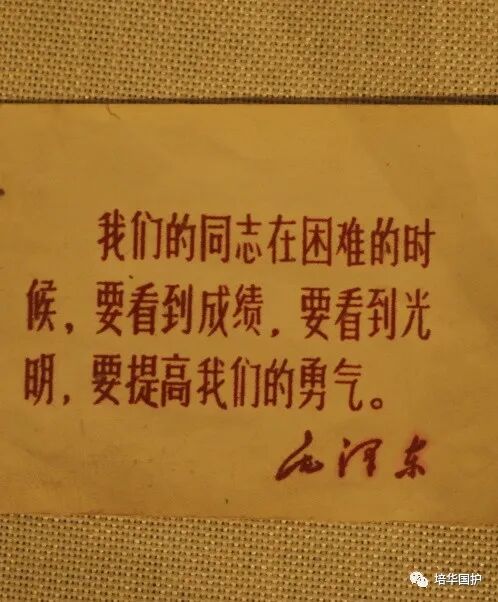 我们的同志在困难的时
候，要看到成绩，要看到光
明，要提高我们的勇气。
毛泽东
培华国护